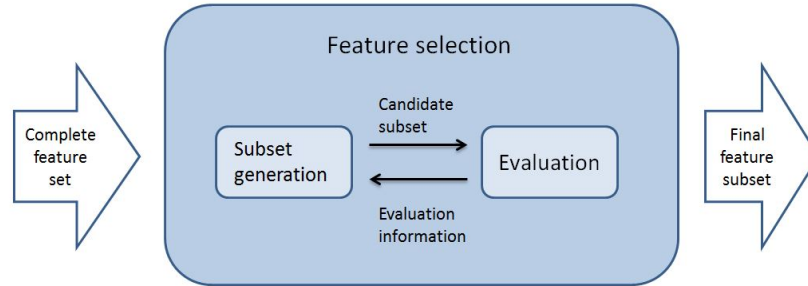 Feature selection
Complete
feature
set
Candidate
subset
Subset
generation
Evaluation
Evaluation
information
Final
feature
subset